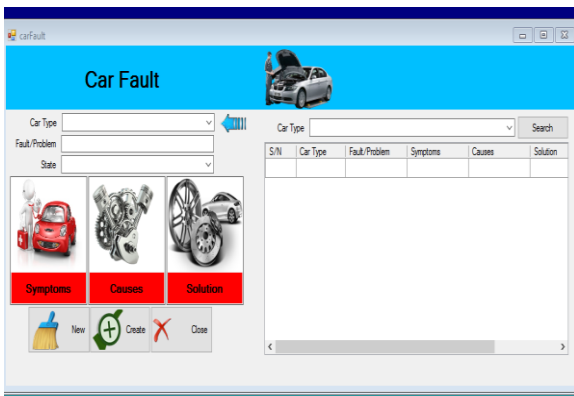 carFault
Car Fault
Car Type
Fault/Problem
State
Symptoms Causes Solution
New Create Close
Car Type Search
S/N Car Type Fault/Problem Symptoms Causes Solution